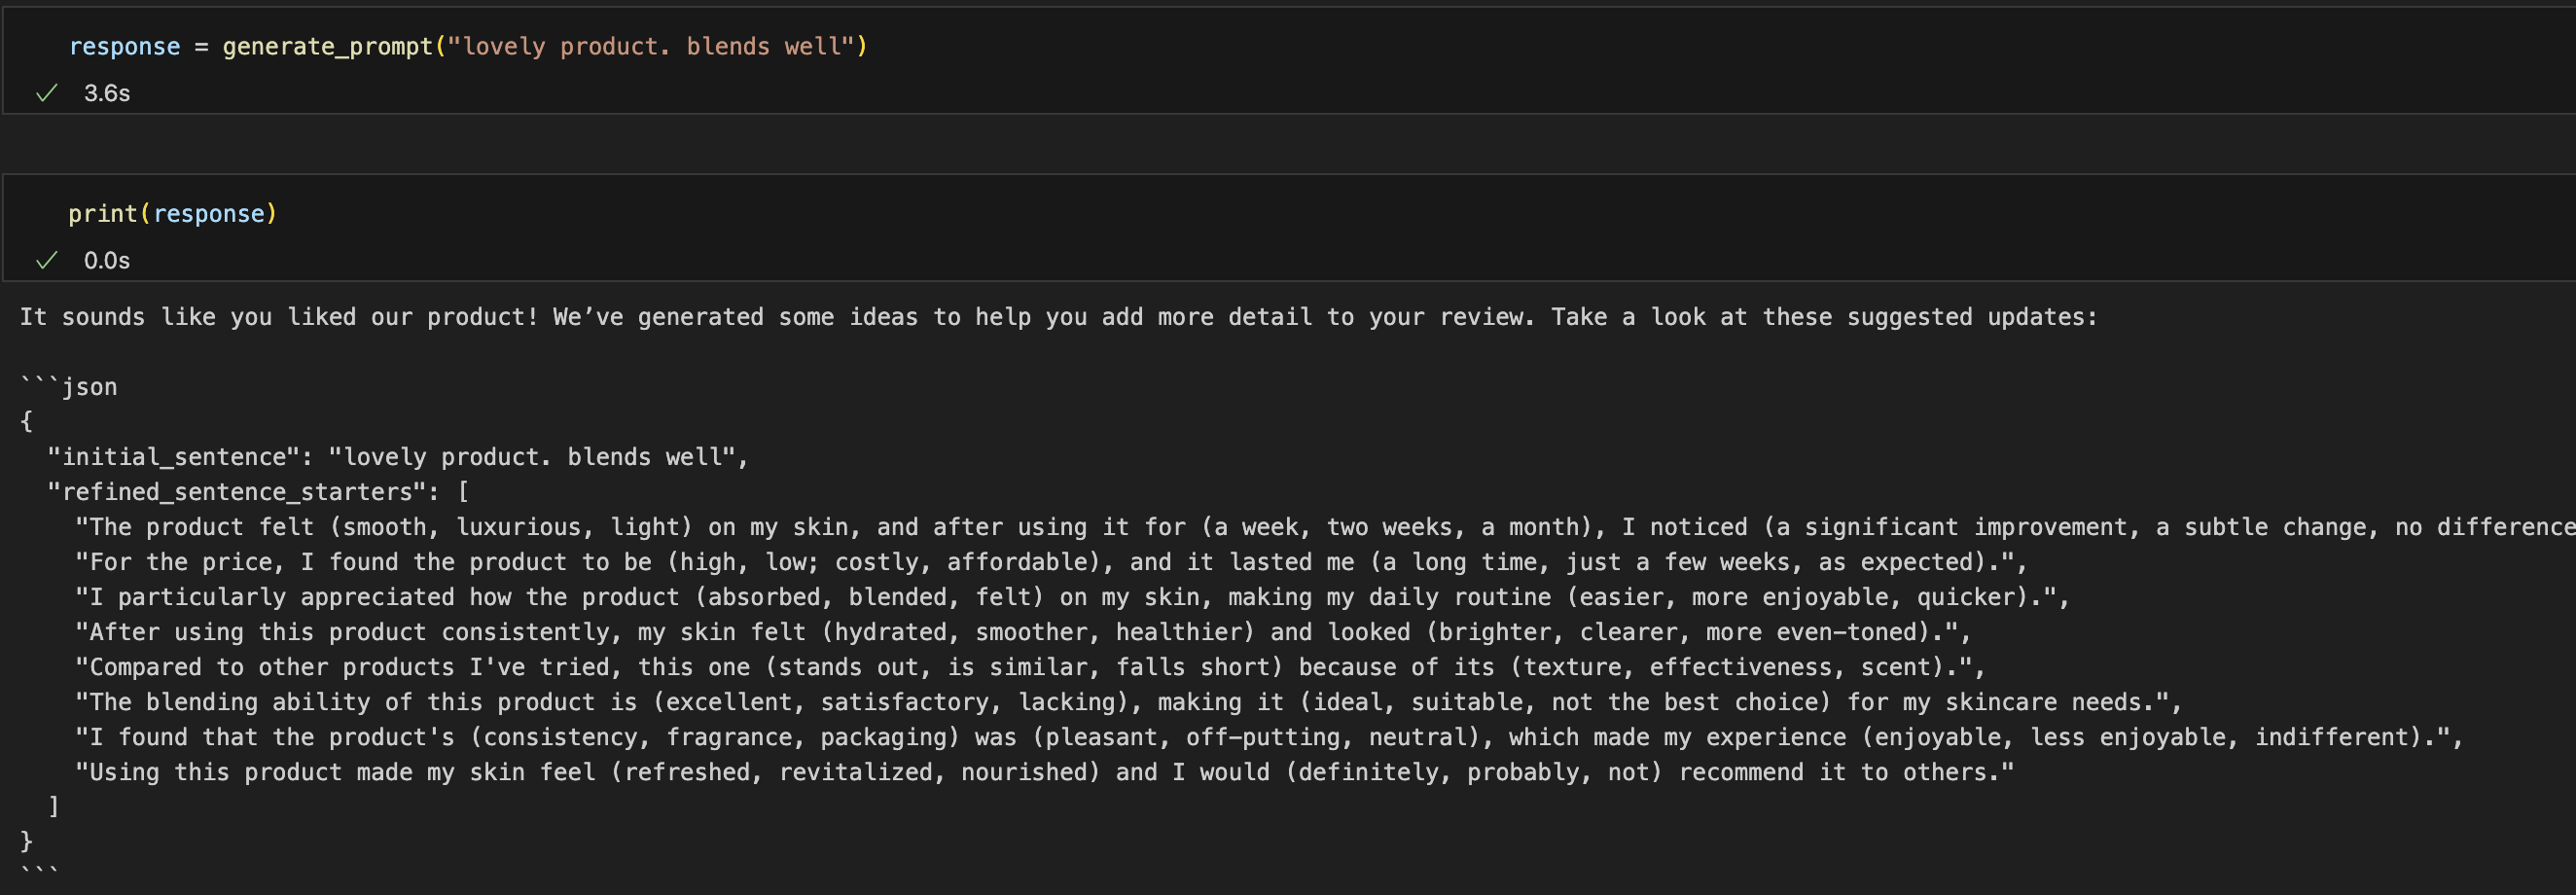 response = generate_prompt("lovely product. blends well")
✓ 3.6s
print(response)
✓ 0.0s
It sounds like you liked our product! We’ve generated some ideas to help you add more detail to your review. Take a look at these suggested updates:
```json
{
  "initial_sentence": "lovely product. blends well",
  "refined_sentence_starters": [
    "The product felt (smooth, luxurious, light) on my skin, and after using it for (a week, two weeks, a month), I noticed (a significant improvement, a subtle change, no difference
    "For the price, I found the product to be (high, low; costly, affordable), and it lasted me (a long time, just a few weeks, as expected).",
    "I particularly appreciated how the product (absorbed, blended, felt) on my skin, making my daily routine (easier, more enjoyable, quicker).",
    "After using this product consistently, my skin felt (hydrated, smoother, healthier) and looked (brighter, clearer, more even-toned).",
    "Compared to other products I've tried, this one (stands out, is similar, falls short) because of its (texture, effectiveness, scent).",
    "The blending ability of this product is (excellent, satisfactory, lacking), making it (ideal, suitable, not the best choice) for my skincare needs.",
    "I found that the product's (consistency, fragrance, packaging) was (pleasant, off-putting, neutral), which made my experience (enjoyable, less enjoyable, indifferent).",
    "Using this product made my skin feel (refreshed, revitalized, nourished) and I would (definitely, probably, not) recommend it to others."
  ]
}
```